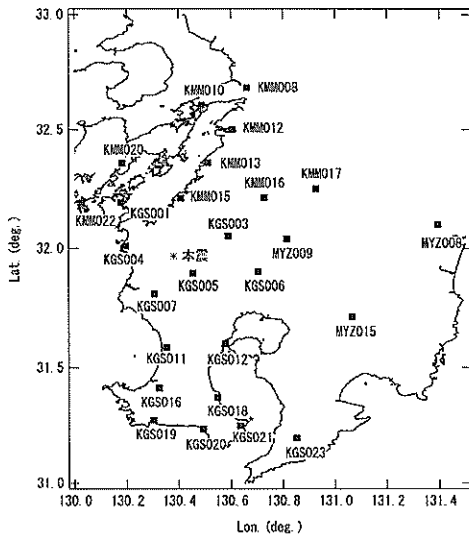 33.0
KMM010
KMM008
32.5
KMM012
KMM020
KMM013
KMM017
KMM016
KMM015
KMM022
KGS001
KGS003
MYZ008
32.0
KGS004
* 本震
MYZ009
KGS005
KGS006
KGS007
MYZ015
31.5
KGS011
KGS012
KGS016
KGS018
KGS019
KGS020
KGS021
KGS023
31.0
130.0 130.2 130.4 130.6 130.8 131.0 131.2 131.4
Lat. (deg.)
Lon. (deg.)